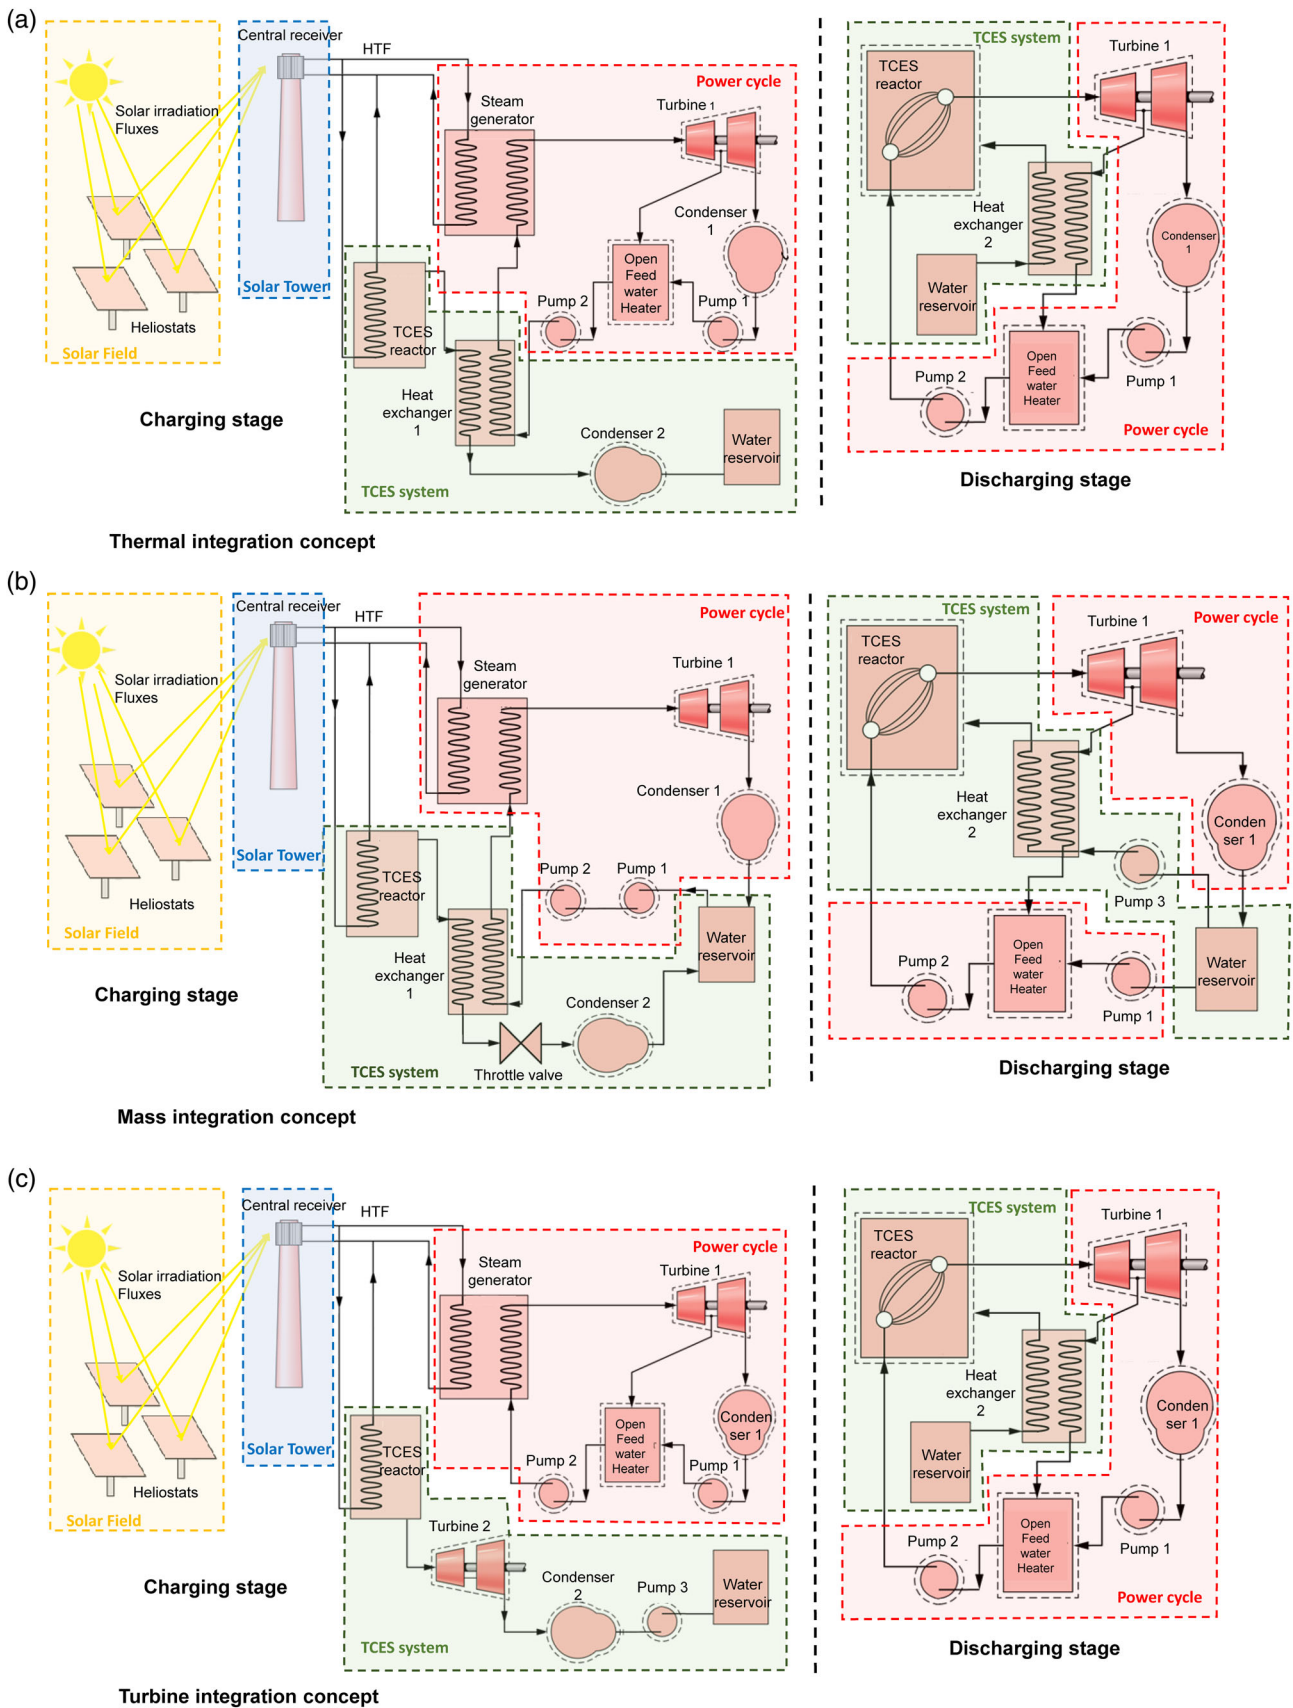 (a)
Central receiver
HTF
Solar irradiation
Fluxes
Heliostats
Solar Field
Solar Tower
Steam
generator
Power cycle
Turbine 1
Condenser
1
Open
Feed
water
Heater
Pump 2
Pump 1
TCES
reactor
Heat
exchanger
1
Condenser 2
Water
reservoir
TCES system
Charging stage
TCES system
TCES
reactor
Turbine 1
Heat
exchanger
2
Condenser
1
Water
reservoir
Open
Feed
water
Heater
Pump 2
Pump 1
Power cycle
Discharging stage
Thermal integration concept
(b)
Central receiver
HTF
Solar irradiation
Fluxes
Heliostats
Solar Field
Solar Tower
Steam
generator
Power cycle
Turbine 1
Condenser 1
Pump 2
Pump 1
TCES
reactor
Heat
exchanger
1
Water
reservoir
Condenser 2
Throttle valve
TCES system
Charging stage
TCES system
TCES
reactor
Turbine 1
Power cycle
Heat
exchanger
2
Conden
ser 1
Pump 3
Open
Feed
water
Heater
Pump 2
Pump 1
Water
reservoir
Discharging stage
Mass integration concept
(c)
Central receiver
HTF
Solar irradiation
Fluxes
Heliostats
Solar Field
Solar Tower
Steam
generator
Power cycle
Turbine 1
Open
Feed
water
Heater
Conden
ser 1
Pump 2
Pump 1
TCES
reactor
Turbine 2
Condenser
2
Pump 3
Water
reservoir
TCES system
Charging stage
TCES system
TCES
reactor
Turbine 1
Heat
exchanger
2
Conden
ser 1
Water
reservoir
Open
Feed
water
Heater
Pump 2
Pump 1
Power cycle
Discharging stage
Turbine integration concept